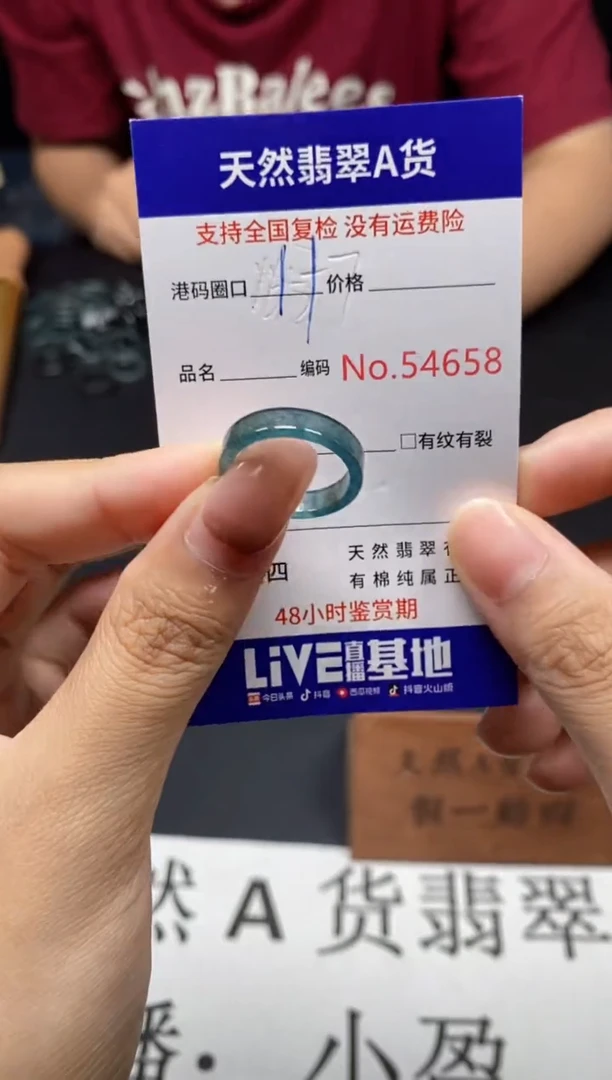 天然翡翠A货
支持全国复检 没有运费险
港码圈口 价格
品名 编码 No.54658
□有纹有裂
四 天然翡翠
有棉纯属正
48小时鉴赏期
LiVE直播基地
今日头条 抖音 西瓜视频 抖音火山版
然A货翡翠
播·小盈